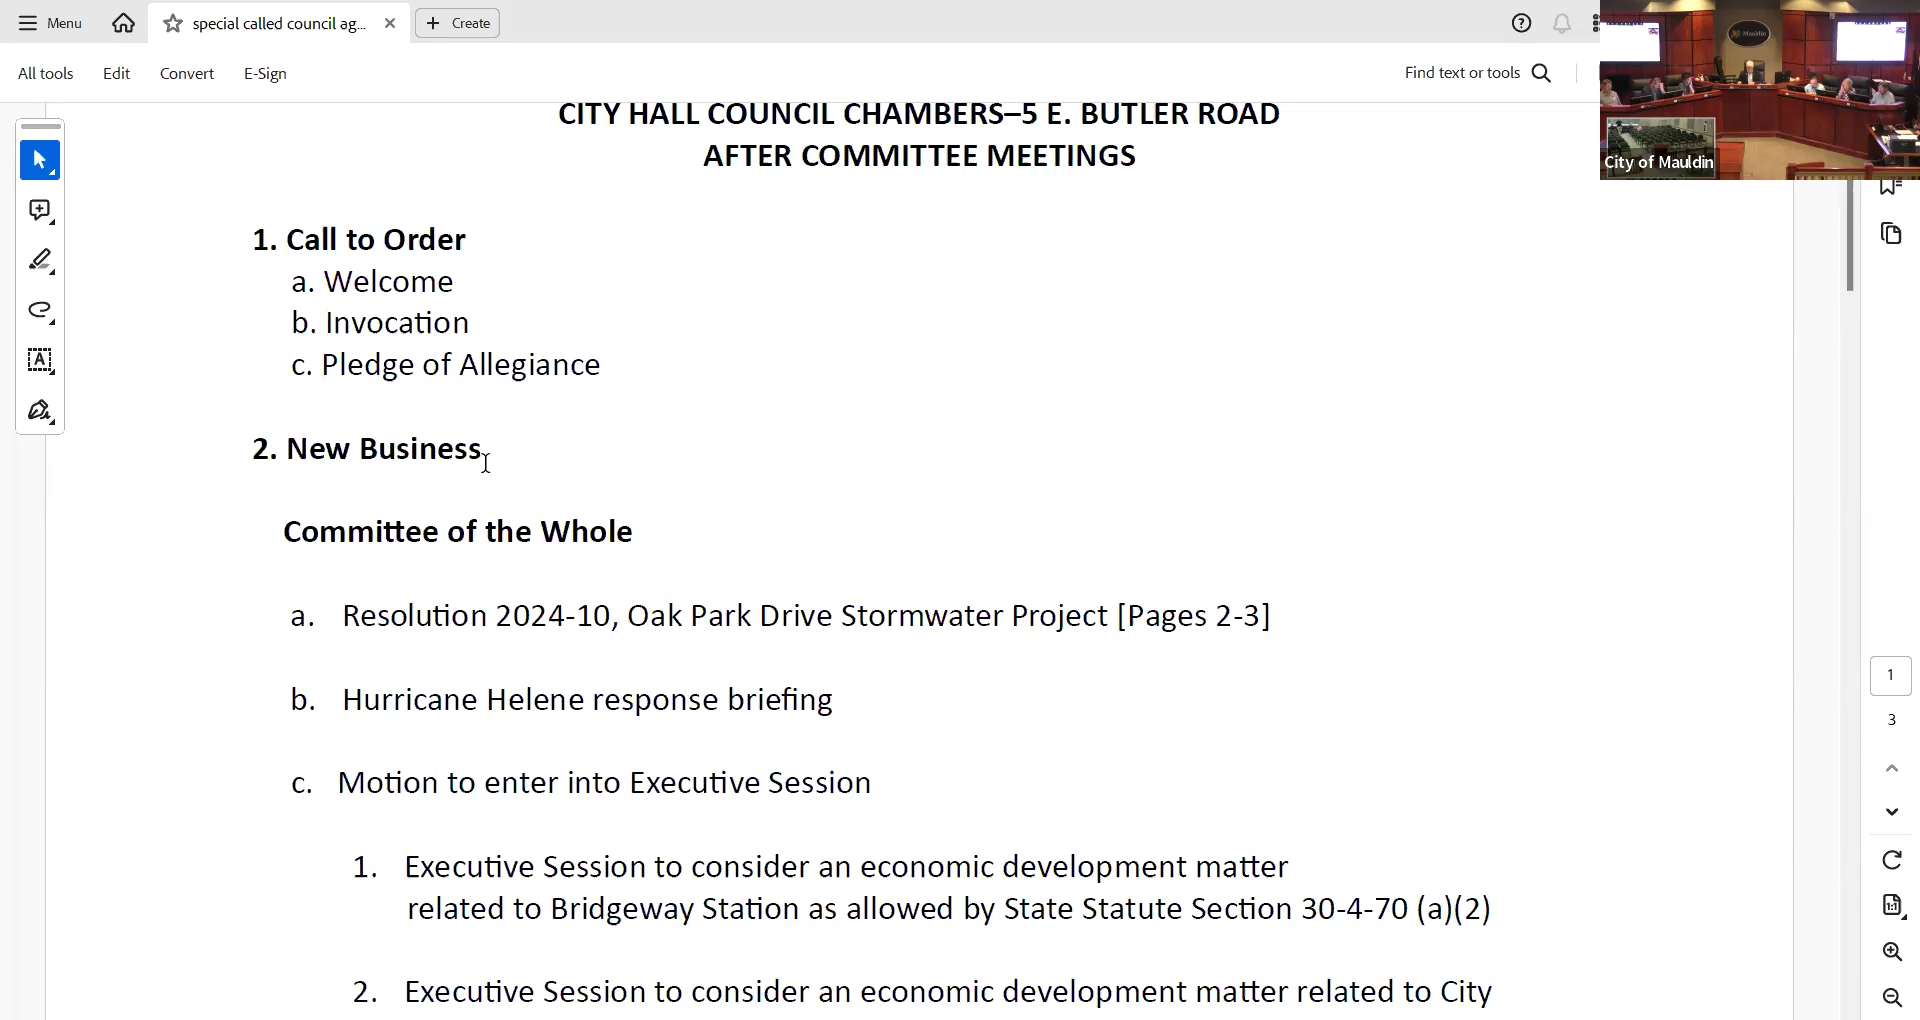 Menu
special called council ag...
Create
All tools
Edit
Convert
E-Sign
Find text or tools
Mauldin
City of Mauldin
CITY HALL COUNCIL CHAMBERS–5 E. BUTLER ROAD
AFTER COMMITTEE MEETINGS
1. Call to Order
a. Welcome
b. Invocation
c. Pledge of Allegiance
2. New Business
Committee of the Whole
a. Resolution 2024-10, Oak Park Drive Stormwater Project [Pages 2-3]
b. Hurricane Helene response briefing
c. Motion to enter into Executive Session
1. Executive Session to consider an economic development matter
related to Bridgeway Station as allowed by State Statute Section 30-4-70 (a)(2)
2. Executive Session to consider an economic development matter related to City
1
3